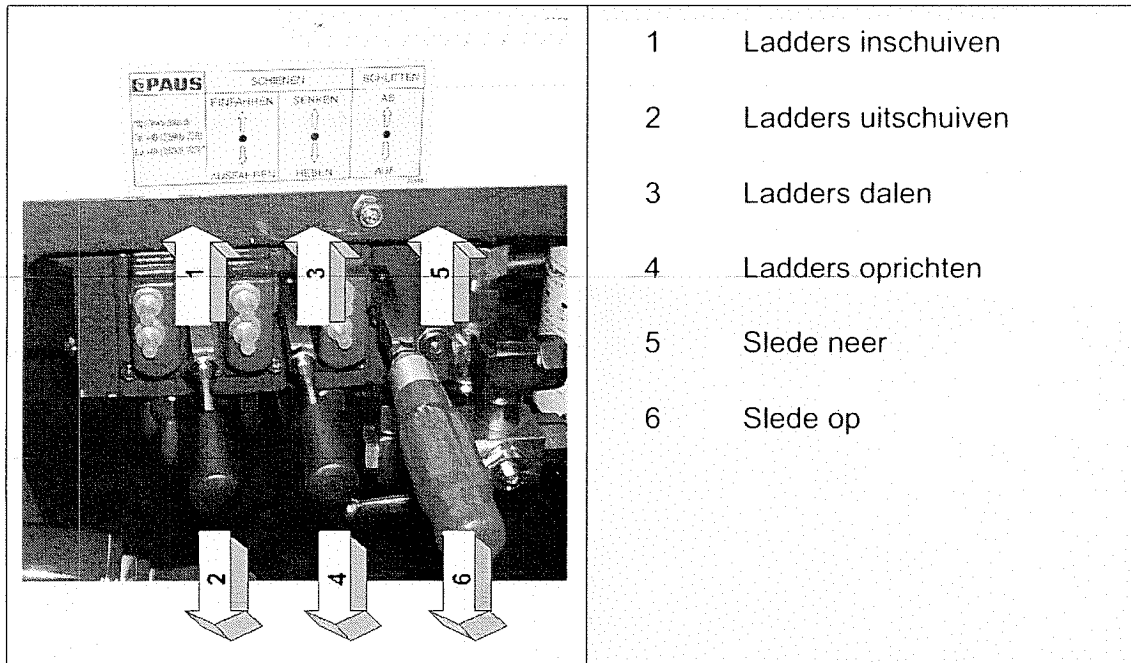 PAUS
SCHIENEN
SCHLITTEN
EINFAHREN
SENKEN
AB
AUSFAHREN
HEBEN
AUF
1
3
5
2
4
6
1 Ladders inschuiven
2 Ladders uitschuiven
3 Ladders dalen
4 Ladders oprichten
5 Slede neer
6 Slede op